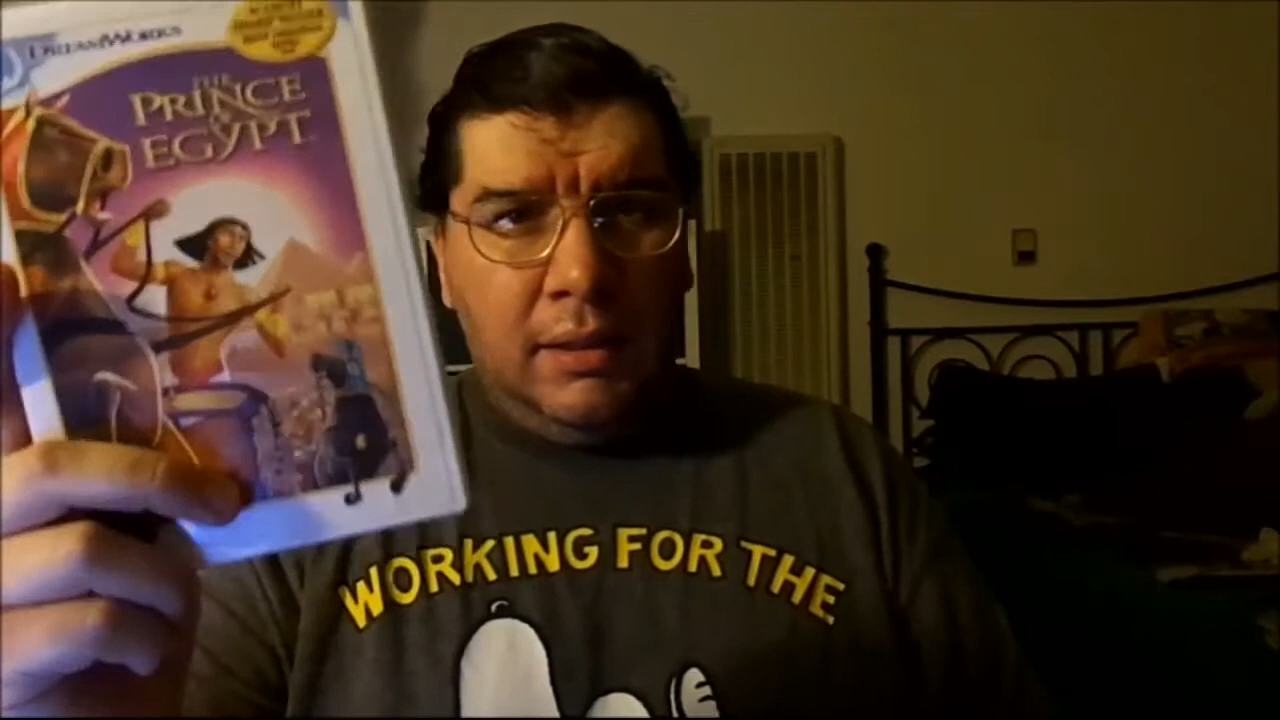 DREAMWORKS
THE
PRINCE
OF
EGYPT
WORKING FOR THE